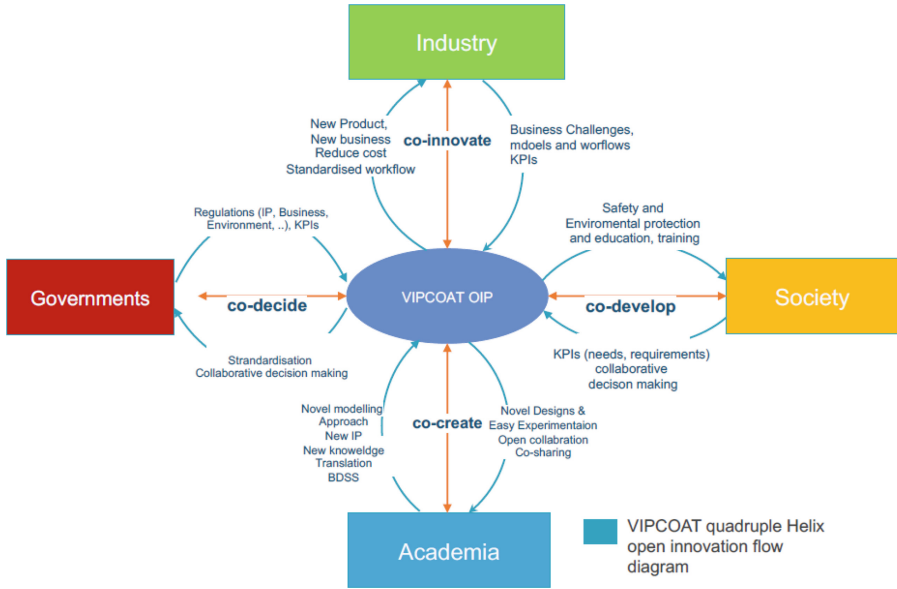 Industry
New Product,
New business
Reduce cost
Standardised workflow
co-innovate
Business Challenges,
mdoels and worflows
KPIs
Regulations (IP, Business,
Environment, ..), KPIs
Safety and
Enviromental protection
and education, training
Governments
co-decide
VIPCOAT OIP
co-develop
Society
Strandardisation
Collaborative decision making
KPIs (needs, requirements)
collaborative
decison making
Novel modelling
Approach
New IP
New knoweldge
Translation
BDSS
co-create
Novel Designs &
Easy Experimentaion
Open collabration
Co-sharing
Academia
VIPCOAT quadruple Helix
open innovation flow
diagram